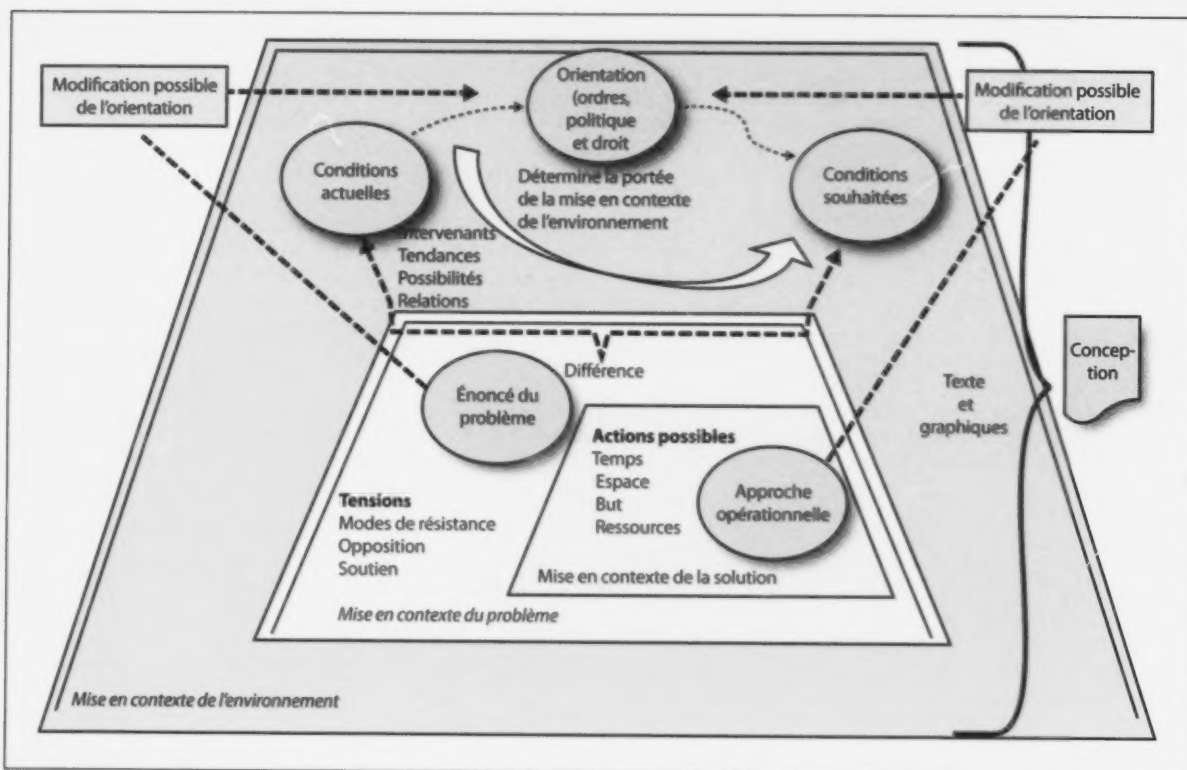 Modification possible
de l'orientation
Orientation
(ordres,
politique
et droit
Modification possible
de l'orientation
Conditions
actuelles
Détermine la portée
de la mise en contexte
de l'environnement
Conditions
souhaitées
Intervenants
Tendances
Possibilités
Relations
Différence
Énoncé du
problème
Actions possibles
Temps
Espace
But
Ressources
Approche
opérationnelle
Mise en contexte de la solution
Tensions
Modes de résistance
Opposition
Soutien
Mise en contexte du problème
Mise en contexte de l'environnement
Texte
et
graphiques
Concep-
tion